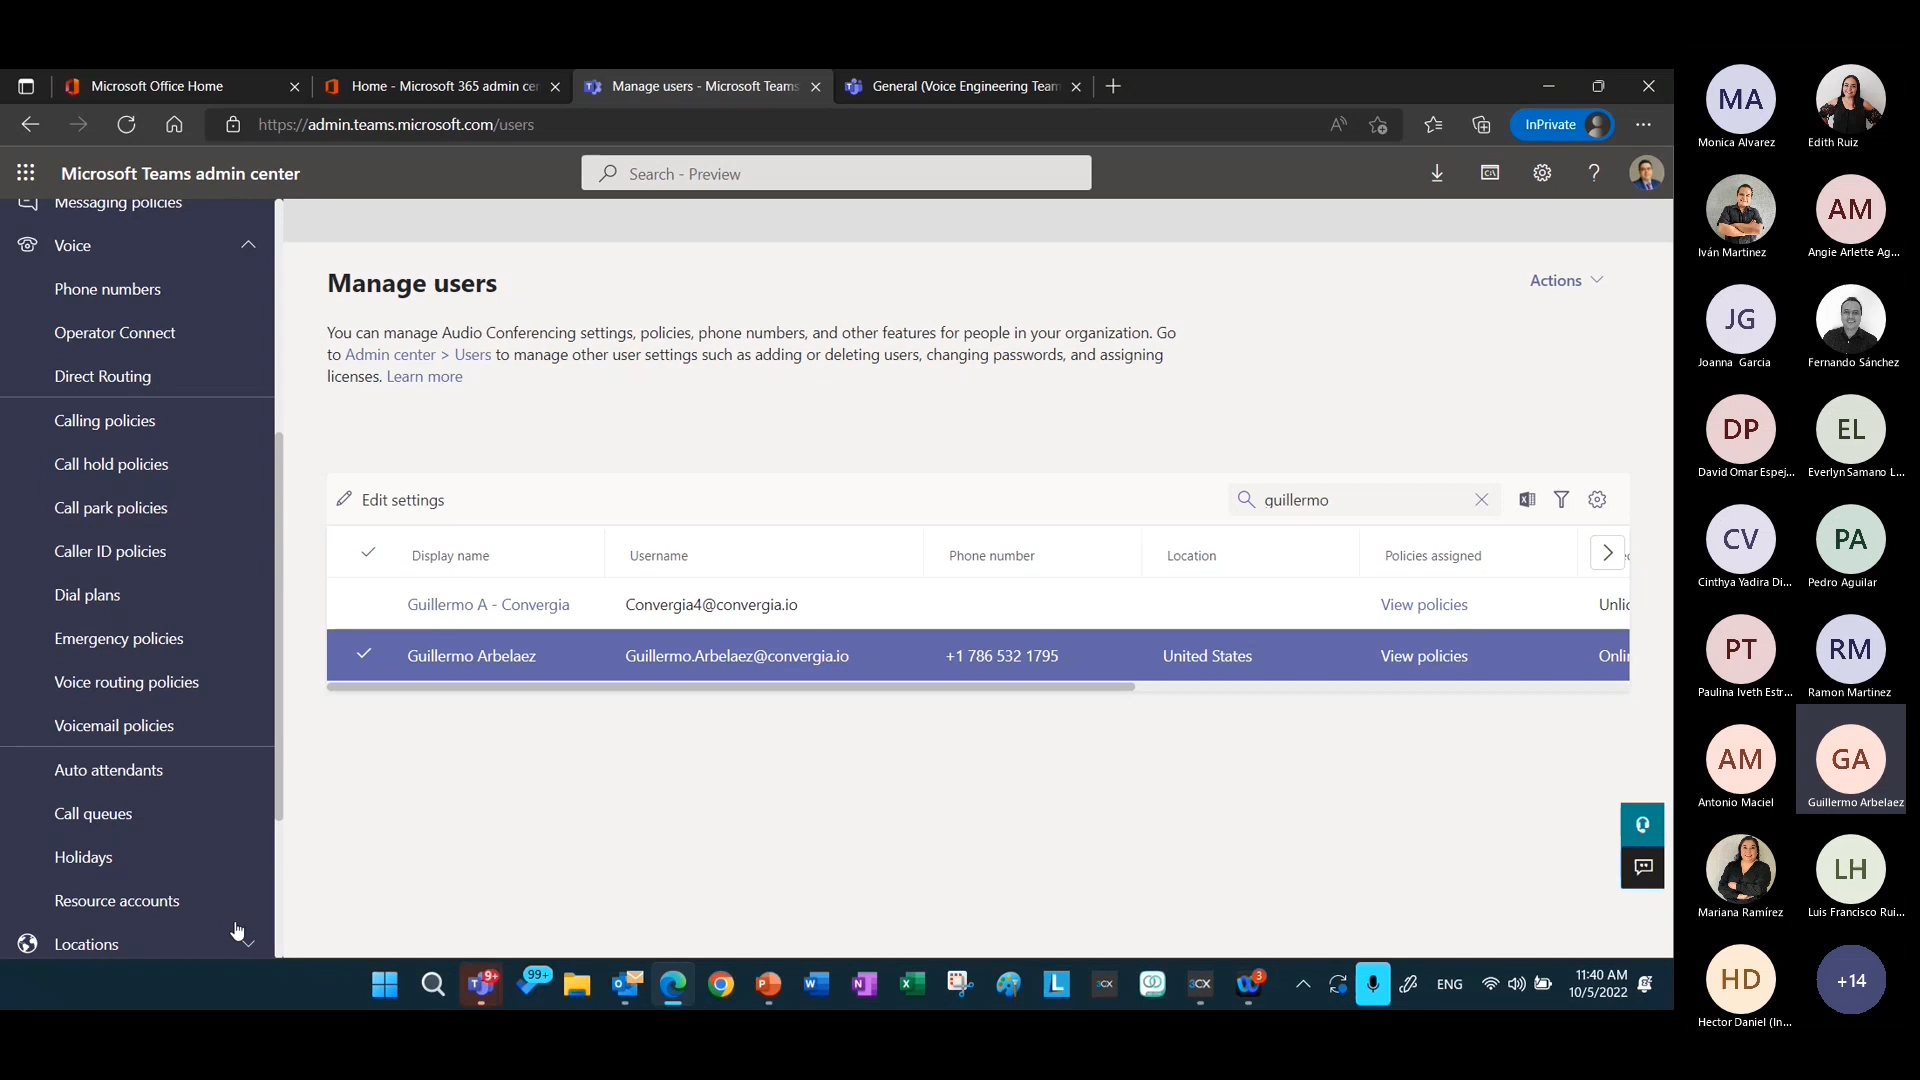 Microsoft Office Home
Home - Microsoft 365 admin cer
Manage users - Microsoft Teams
General (Voice Engineering Team
https://admin.teams.microsoft.com/users
InPrivate
Microsoft Teams admin center
Search - Preview
Messaging policies
Voice
Phone numbers
Operator Connect
Direct Routing
Calling policies
Call hold policies
Call park policies
Caller ID policies
Dial plans
Emergency policies
Voice routing policies
Voicemail policies
Auto attendants
Call queues
Holidays
Resource accounts
Locations
Manage users
Actions
You can manage Audio Conferencing settings, policies, phone numbers, and other features for people in your organization. Go
to Admin center > Users to manage other user settings such as adding or deleting users, changing passwords, and assigning
licenses. Learn more
Edit settings
guillermo
Display name Username Phone number Location Policies assigned
Guillermo A - Convergia Convergia4@convergia.io View policies Unlic
Guillermo Arbelaez Guillermo.Arbelaez@convergia.io +1 786 532 1795 United States View policies Onli
9+
99+
3CX
3CX
3
ENG
11:40 AM
10/5/2022
MA
Monica Alvarez
Edith Ruiz
Iván Martinez
AM
Angie Arlette Ag...
JG
Joanna Garcia
Fernando Sánchez
DP
David Omar Espej...
EL
Everlyn Samano L...
CV
Cinthya Yadira Di...
PA
Pedro Aguilar
PT
Paulina Iveth Estr...
RM
Ramon Martinez
AM
Antonio Maciel
GA
Guillermo Arbelaez
Mariana Ramírez
LH
Luis Francisco Rui...
HD
Hector Daniel (In...
+14